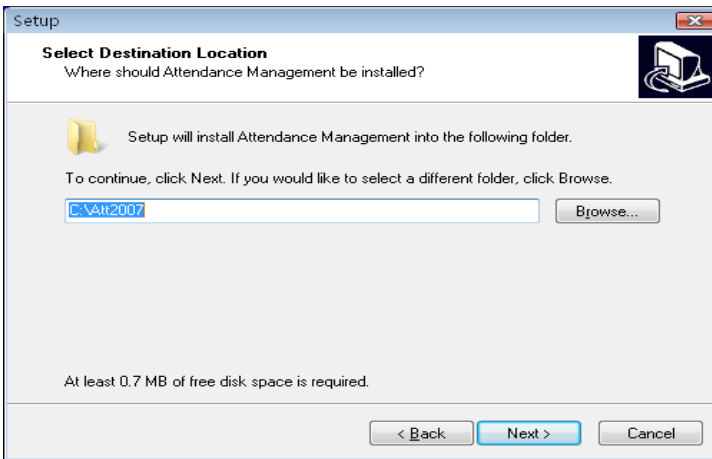 Setup
Select Destination Location
Where should Attendance Management be installed?
Setup will install Attendance Management into the following folder.
To continue, click Next. If you would like to select a different folder, click Browse.
C:\Att2007
Browse...
At least 0.7 MB of free disk space is required.
< Back
Next >
Cancel